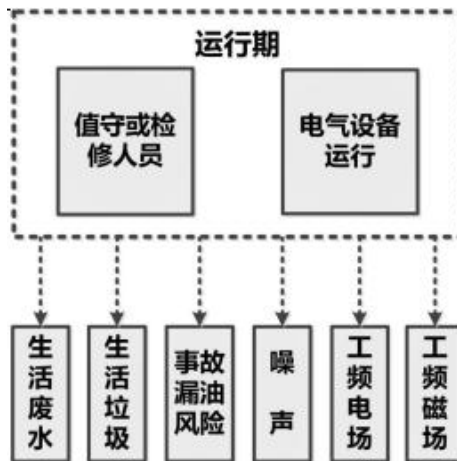 运行期
值守或检
修人员
电气设备
运行
生活废水
生活垃圾
事故
漏油
风险
噪声
工频电场
工频磁场